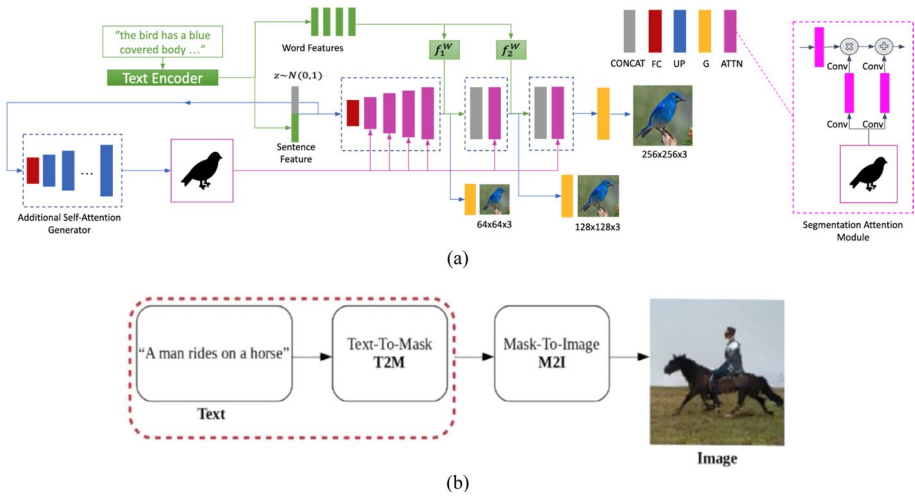 “the bird has a blue
covered body …”
Text Encoder
Word Features
z~N(0,1)
Sentence
Feature
f₁ᵂ
f₂ᵂ
CONCAT FC UP G ATTN
256x256x3
64x64x3
128x128x3
Additional Self-Attention
Generator
Conv
Conv
Conv
Conv
Segmentation Attention
Module
(a)
“A man rides on a horse”
Text
Text-To-Mask
T2M
Mask-To-Image
M2I
Image
(b)